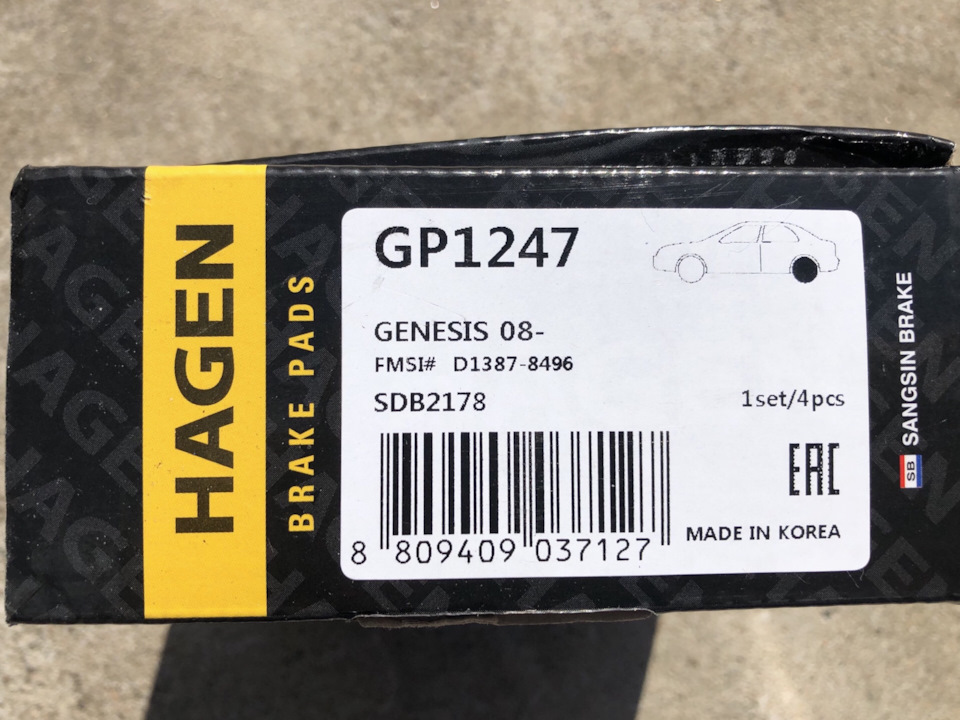 HAGEN
BRAKE PADS
GP1247
GENESIS 08-
FMSI# D1387-8496
SDB2178
1set/4pcs
8 809409 037127
EAC
MADE IN KOREA
SB SANGSIN BRAKE